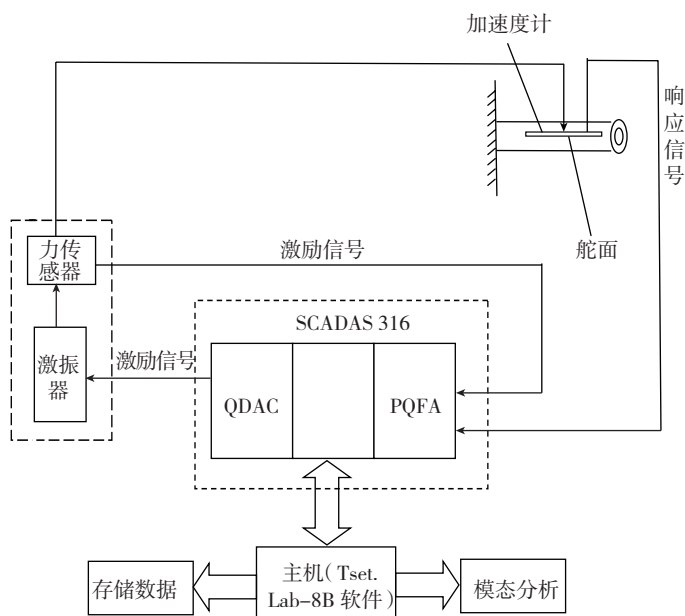 加速度计
响应信号
舵面
力传
感器
激励信号
SCADAS 316
激振
器
激励信号
QDAC
PQFA
主机(Tset.
Lab-8B 软件)
存储数据
模态分析